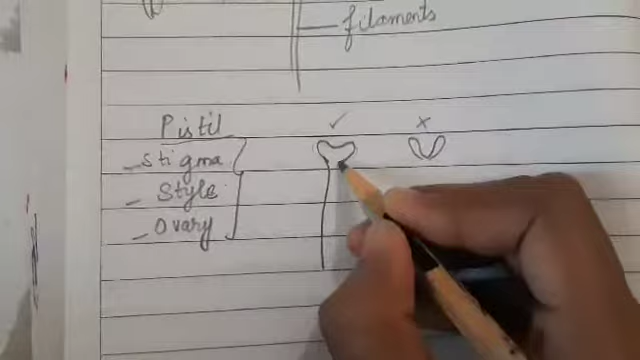 filaments
Pistil
- Stigma
- Style
- Ovary